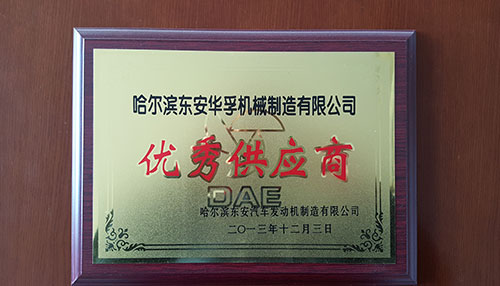 哈尔滨东安华孚机械制造有限公司
优秀供应商
DAE
哈尔滨东安汽车发动机制造有限公司
二〇一三年十二月三日